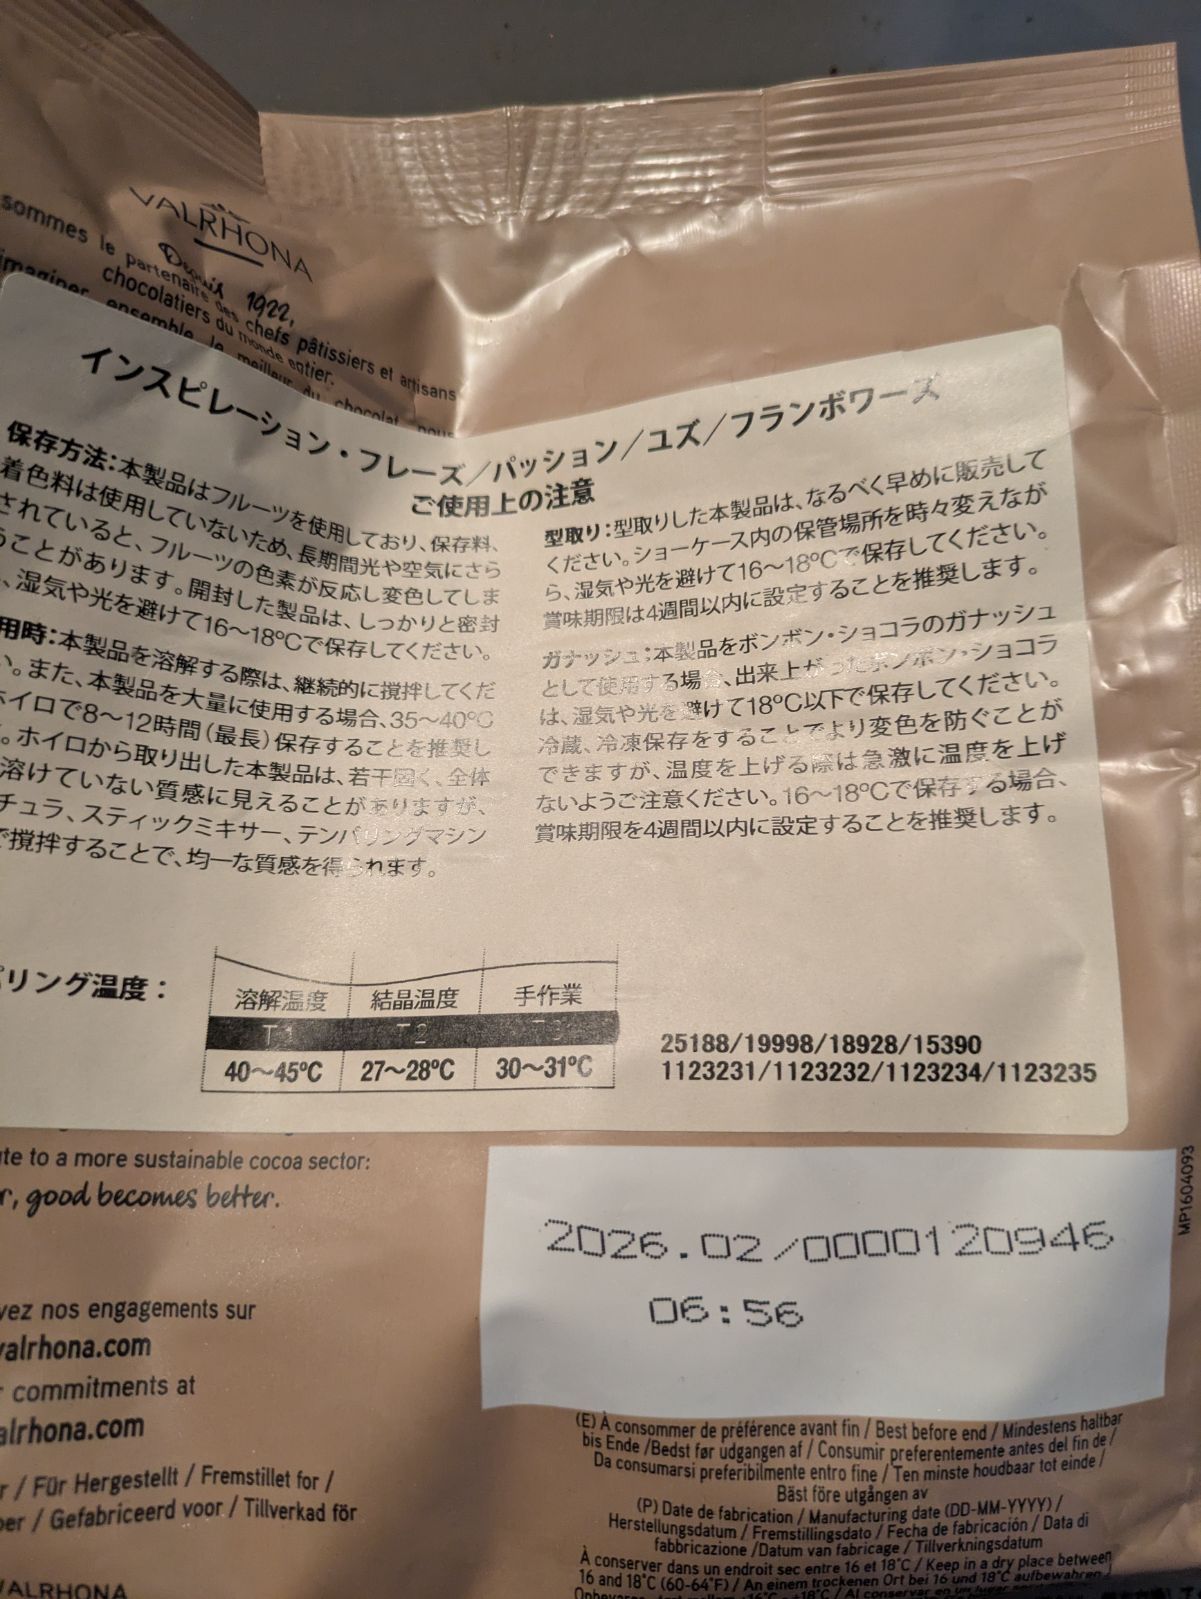 VALRHONA
Depuis 1922,
sommes le partenaire des chefs pâtissiers et artisans
chocolatiers du monde entier.
imaginer ensemble le meilleur du chocolat nous
インスピレーション・フレーズ/パッション/ユズ/フランボワーズ
ご使用上の注意
保存方法:本製品はフルーツを使用しており、保存料、
着色料は使用していないため、長期間光や空気にさら
されていると、フルーツの色素が反応し変色してしま
うことがあります。開封した製品は、しっかりと密封
、湿気や光を避けて16〜18℃で保存してください。
用時:本製品を溶解する際は、継続的に撹拌してくだ
い。また、本製品を大量に使用する場合、35〜40℃
ホイロで8〜12時間(最長)保存することを推奨し
。ホイロから取り出した本製品は、若干固く、全体
溶けていない質感に見えることがありますが、
チュラ、スティックミキサー、テンパリングマシン
で撹拌することで、均一な質感を得られます。
型取り:型取りした本製品は、なるべく早めに販売して
ください。ショーケース内の保管場所を時々変えなが
ら、湿気や光を避けて16〜18℃で保存してください。
賞味期限は4週間以内に設定することを推奨します。
ガナッシュ:本製品をボンボン・ショコラのガナッシュ
として使用する場合、出来上がったボンボン・ショコラ
は、湿気や光を避けて18℃以下で保存してください。
冷蔵、冷凍保存をすることでより変色を防ぐことが
できますが、温度を上げる際は急激に温度を上げ
ないようご注意ください。16〜18℃で保存する場合、
賞味期限を4週間以内に設定することを推奨します。
パリング温度:
溶解温度 結晶温度 手作業
T1 T2 T3
40〜45℃ 27〜28℃ 30〜31℃
25188/19998/18928/15390
1123231/1123232/1123234/1123235
ute to a more sustainable cocoa sector:
r, good becomes better.
MP1604093
2026.02/0000120946
06:56
vez nos engagements sur
valrhona.com
r commitments at
alrhona.com
r / Für Hergestellt / Fremstillet for /
per / Gefabriceerd voor / Tillverkad för
VALRHONA
(E) À consommer de préférence avant fin / Best before end / Mindestens haltbar
bis Ende /Bedst før udgangen af / Consumir preferentemente antes del fin de /
Da consumarsi preferibilmente entro fine / Ten minste houdbaar tot einde /
Bäst före utgången av
(P) Date de fabrication / Manufacturing date (DD-MM-YYYY) /
Herstellungsdatum / Fremstillingsdato / Fecha de fabricación / Data di
fabbricazione /Datum van fabricage / Tillverkningsdatum
À conserver dans un endroit sec entre 16 et 18°C / Keep in a dry place between
16 and 18°C (60-64°F) / An einem trockenen Ort bei 16 und 18°C aufbewahren /